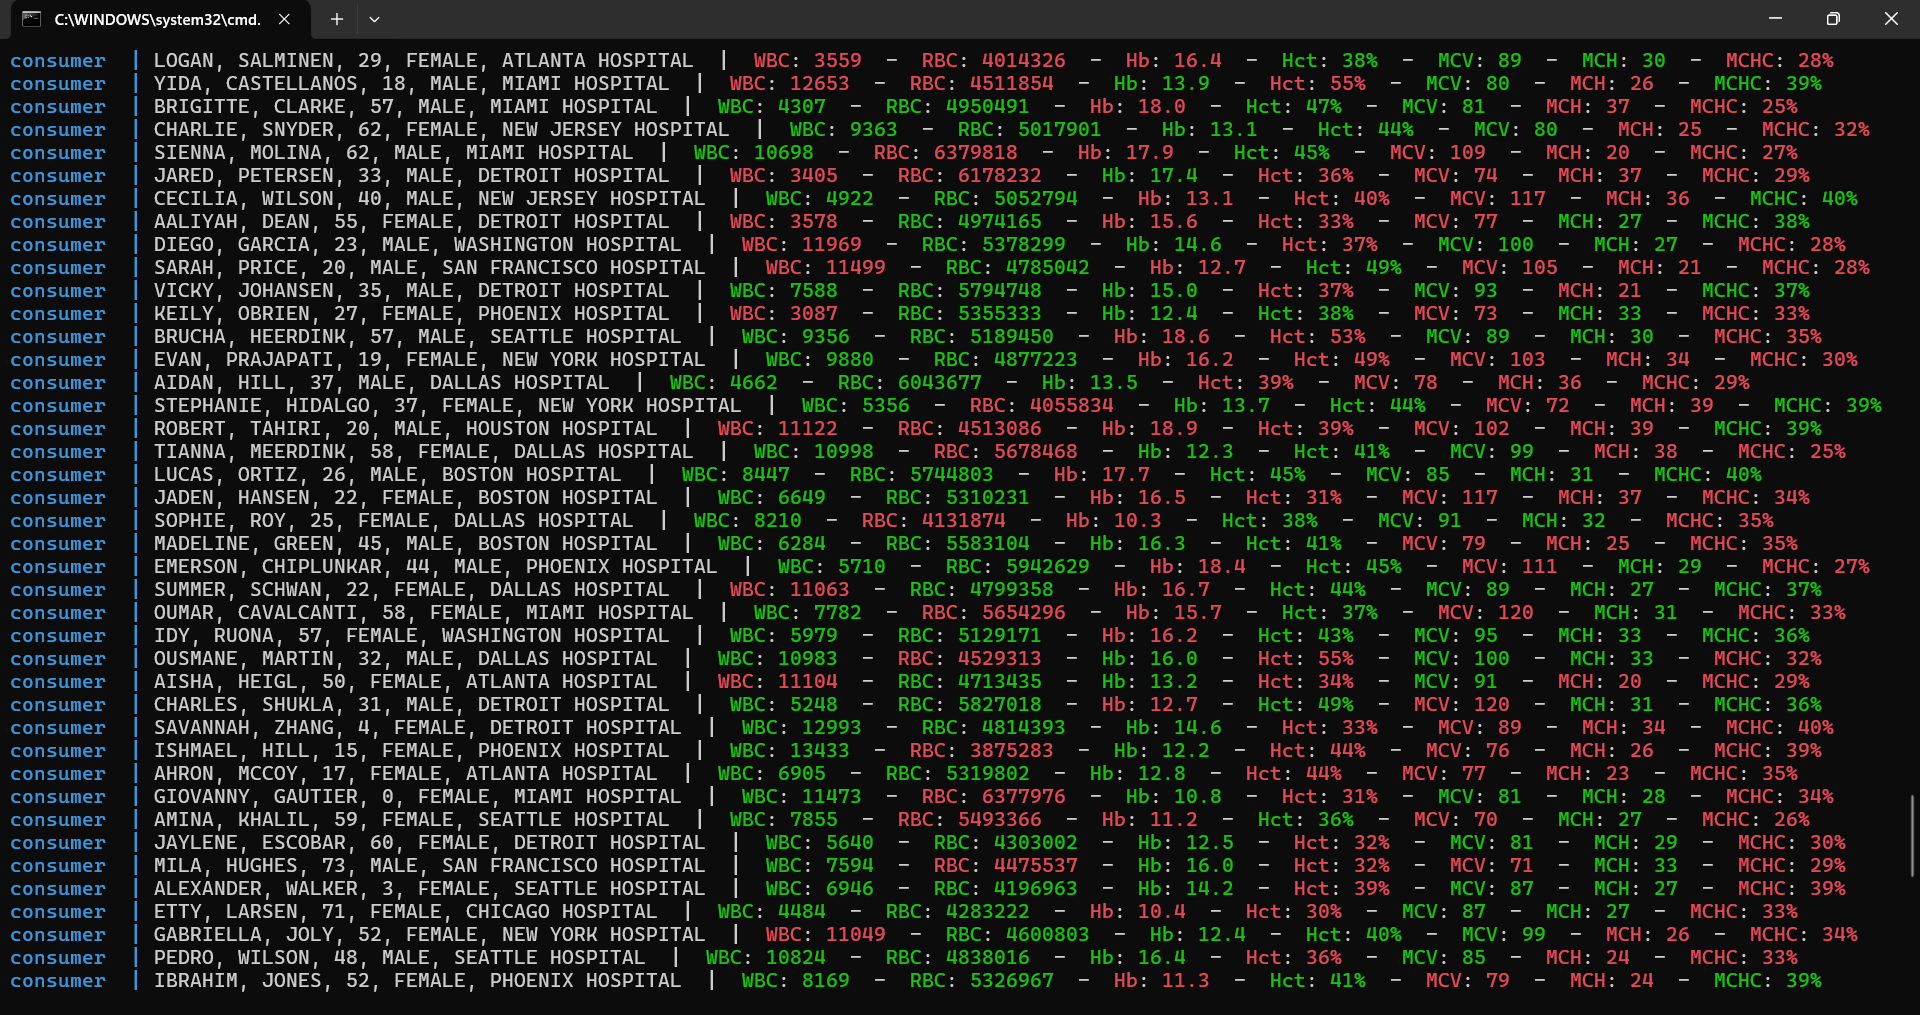 C:\WINDOWS\system32\cmd.
consumer | LOGAN, SALMINEN, 29, FEMALE, ATLANTA HOSPITAL | WBC: 3559 - RBC: 4014326 - Hb: 16.4 - Hct: 38% - MCV: 89 - MCH: 30 - MCHC: 28%
consumer | YIDA, CASTELLANOS, 18, MALE, MIAMI HOSPITAL | WBC: 12653 - RBC: 4511854 - Hb: 13.9 - Hct: 55% - MCV: 80 - MCH: 26 - MCHC: 39%
consumer | BRIGITTE, CLARKE, 57, MALE, MIAMI HOSPITAL | WBC: 4307 - RBC: 4950491 - Hb: 18.0 - Hct: 47% - MCV: 81 - MCH: 37 - MCHC: 25%
consumer | CHARLIE, SNYDER, 62, FEMALE, NEW JERSEY HOSPITAL | WBC: 9363 - RBC: 5017901 - Hb: 13.1 - Hct: 44% - MCV: 80 - MCH: 25 - MCHC: 32%
consumer | SIENNA, MOLINA, 62, MALE, MIAMI HOSPITAL | WBC: 10698 - RBC: 6379818 - Hb: 17.9 - Hct: 45% - MCV: 109 - MCH: 20 - MCHC: 27%
consumer | JARED, PETERSEN, 33, MALE, DETROIT HOSPITAL | WBC: 3405 - RBC: 6178232 - Hb: 17.4 - Hct: 36% - MCV: 74 - MCH: 37 - MCHC: 29%
consumer | CECILIA, WILSON, 40, MALE, NEW JERSEY HOSPITAL | WBC: 4922 - RBC: 5052794 - Hb: 13.1 - Hct: 40% - MCV: 117 - MCH: 36 - MCHC: 40%
consumer | AALIYAH, DEAN, 55, FEMALE, DETROIT HOSPITAL | WBC: 3578 - RBC: 4974165 - Hb: 15.6 - Hct: 33% - MCV: 77 - MCH: 27 - MCHC: 38%
consumer | DIEGO, GARCIA, 23, MALE, WASHINGTON HOSPITAL | WBC: 11969 - RBC: 5378299 - Hb: 14.6 - Hct: 37% - MCV: 100 - MCH: 27 - MCHC: 28%
consumer | SARAH, PRICE, 20, MALE, SAN FRANCISCO HOSPITAL | WBC: 11499 - RBC: 4785042 - Hb: 12.7 - Hct: 49% - MCV: 105 - MCH: 21 - MCHC: 28%
consumer | VICKY, JOHANSEN, 35, MALE, DETROIT HOSPITAL | WBC: 7588 - RBC: 5794748 - Hb: 15.0 - Hct: 37% - MCV: 93 - MCH: 21 - MCHC: 37%
consumer | KEILY, OBRIEN, 27, FEMALE, PHOENIX HOSPITAL | WBC: 3087 - RBC: 5355333 - Hb: 12.4 - Hct: 38% - MCV: 73 - MCH: 33 - MCHC: 33%
consumer | BRUCHA, HEERDINK, 57, MALE, SEATTLE HOSPITAL | WBC: 9356 - RBC: 5189450 - Hb: 18.6 - Hct: 53% - MCV: 89 - MCH: 30 - MCHC: 35%
consumer | EVAN, PRAJAPATI, 19, FEMALE, NEW YORK HOSPITAL | WBC: 9880 - RBC: 4877223 - Hb: 16.2 - Hct: 49% - MCV: 103 - MCH: 34 - MCHC: 30%
consumer | AIDAN, HILL, 37, MALE, DALLAS HOSPITAL | WBC: 4662 - RBC: 6043677 - Hb: 13.5 - Hct: 39% - MCV: 78 - MCH: 36 - MCHC: 29%
consumer | STEPHANIE, HIDALGO, 37, FEMALE, NEW YORK HOSPITAL | WBC: 5356 - RBC: 4055834 - Hb: 13.7 - Hct: 44% - MCV: 72 - MCH: 39 - MCHC: 39%
consumer | ROBERT, TAHIRI, 20, MALE, HOUSTON HOSPITAL | WBC: 11122 - RBC: 4513086 - Hb: 18.9 - Hct: 39% - MCV: 102 - MCH: 39 - MCHC: 39%
consumer | TIANNA, MEERDINK, 58, FEMALE, DALLAS HOSPITAL | WBC: 10998 - RBC: 5678468 - Hb: 12.3 - Hct: 41% - MCV: 99 - MCH: 38 - MCHC: 25%
consumer | LUCAS, ORTIZ, 26, MALE, BOSTON HOSPITAL | WBC: 8447 - RBC: 5744803 - Hb: 17.7 - Hct: 45% - MCV: 85 - MCH: 31 - MCHC: 40%
consumer | JADEN, HANSEN, 22, FEMALE, BOSTON HOSPITAL | WBC: 6649 - RBC: 5310231 - Hb: 16.5 - Hct: 31% - MCV: 117 - MCH: 37 - MCHC: 34%
consumer | SOPHIE, ROY, 25, FEMALE, DALLAS HOSPITAL | WBC: 8210 - RBC: 4131874 - Hb: 10.3 - Hct: 38% - MCV: 91 - MCH: 32 - MCHC: 35%
consumer | MADELINE, GREEN, 45, MALE, BOSTON HOSPITAL | WBC: 6284 - RBC: 5583104 - Hb: 16.3 - Hct: 41% - MCV: 79 - MCH: 25 - MCHC: 35%
consumer | EMERSON, CHIPLUNKAR, 44, MALE, PHOENIX HOSPITAL | WBC: 5710 - RBC: 5942629 - Hb: 18.4 - Hct: 45% - MCV: 111 - MCH: 29 - MCHC: 27%
consumer | SUMMER, SCHWAN, 22, FEMALE, DALLAS HOSPITAL | WBC: 11063 - RBC: 4799358 - Hb: 16.7 - Hct: 44% - MCV: 89 - MCH: 27 - MCHC: 37%
consumer | OUMAR, CAVALCANTI, 58, FEMALE, MIAMI HOSPITAL | WBC: 7782 - RBC: 5654296 - Hb: 15.7 - Hct: 37% - MCV: 120 - MCH: 31 - MCHC: 33%
consumer | IDY, RUONA, 57, FEMALE, WASHINGTON HOSPITAL | WBC: 5979 - RBC: 5129171 - Hb: 16.2 - Hct: 43% - MCV: 95 - MCH: 33 - MCHC: 36%
consumer | OUSMANE, MARTIN, 32, MALE, DALLAS HOSPITAL | WBC: 10983 - RBC: 4529313 - Hb: 16.0 - Hct: 55% - MCV: 100 - MCH: 33 - MCHC: 32%
consumer | AISHA, HEIGL, 50, FEMALE, ATLANTA HOSPITAL | WBC: 11104 - RBC: 4713435 - Hb: 13.2 - Hct: 34% - MCV: 91 - MCH: 20 - MCHC: 29%
consumer | CHARLES, SHUKLA, 31, MALE, DETROIT HOSPITAL | WBC: 5248 - RBC: 5827018 - Hb: 12.7 - Hct: 49% - MCV: 120 - MCH: 31 - MCHC: 36%
consumer | SAVANNAH, ZHANG, 4, FEMALE, DETROIT HOSPITAL | WBC: 12993 - RBC: 4814393 - Hb: 14.6 - Hct: 33% - MCV: 89 - MCH: 34 - MCHC: 40%
consumer | ISHMAEL, HILL, 15, FEMALE, PHOENIX HOSPITAL | WBC: 13433 - RBC: 3875283 - Hb: 12.2 - Hct: 44% - MCV: 76 - MCH: 26 - MCHC: 39%
consumer | AHRON, MCCOY, 17, FEMALE, ATLANTA HOSPITAL | WBC: 6905 - RBC: 5319802 - Hb: 12.8 - Hct: 44% - MCV: 77 - MCH: 23 - MCHC: 35%
consumer | GIOVANNY, GAUTIER, 0, FEMALE, MIAMI HOSPITAL | WBC: 11473 - RBC: 6377976 - Hb: 10.8 - Hct: 31% - MCV: 81 - MCH: 28 - MCHC: 34%
consumer | AMINA, KHALIL, 59, FEMALE, SEATTLE HOSPITAL | WBC: 7855 - RBC: 5493366 - Hb: 11.2 - Hct: 36% - MCV: 70 - MCH: 27 - MCHC: 26%
consumer | JAYLENE, ESCOBAR, 60, FEMALE, DETROIT HOSPITAL | WBC: 5640 - RBC: 4303002 - Hb: 12.5 - Hct: 32% - MCV: 81 - MCH: 29 - MCHC: 30%
consumer | MILA, HUGHES, 73, MALE, SAN FRANCISCO HOSPITAL | WBC: 7594 - RBC: 4475537 - Hb: 16.0 - Hct: 32% - MCV: 71 - MCH: 33 - MCHC: 29%
consumer | ALEXANDER, WALKER, 3, FEMALE, SEATTLE HOSPITAL | WBC: 6946 - RBC: 4196963 - Hb: 14.2 - Hct: 39% - MCV: 87 - MCH: 27 - MCHC: 39%
consumer | ETTY, LARSEN, 71, FEMALE, CHICAGO HOSPITAL | WBC: 4484 - RBC: 4283222 - Hb: 10.4 - Hct: 30% - MCV: 87 - MCH: 27 - MCHC: 33%
consumer | GABRIELLA, JOLY, 52, FEMALE, NEW YORK HOSPITAL | WBC: 11049 - RBC: 4600803 - Hb: 12.4 - Hct: 40% - MCV: 99 - MCH: 26 - MCHC: 34%
consumer | PEDRO, WILSON, 48, MALE, SEATTLE HOSPITAL | WBC: 10824 - RBC: 4838016 - Hb: 16.4 - Hct: 36% - MCV: 85 - MCH: 24 - MCHC: 33%
consumer | IBRAHIM, JONES, 52, FEMALE, PHOENIX HOSPITAL | WBC: 8169 - RBC: 5326967 - Hb: 11.3 - Hct: 41% - MCV: 79 - MCH: 24 - MCHC: 39%